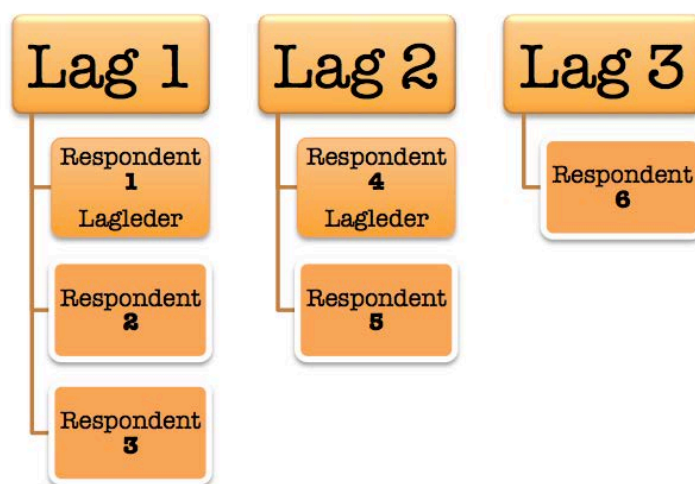 Lag 1
Respondent
1
Lagleder
Respondent
2
Respondent
3
Lag 2
Respondent
4
Lagleder
Respondent
5
Lag 3
Respondent
6